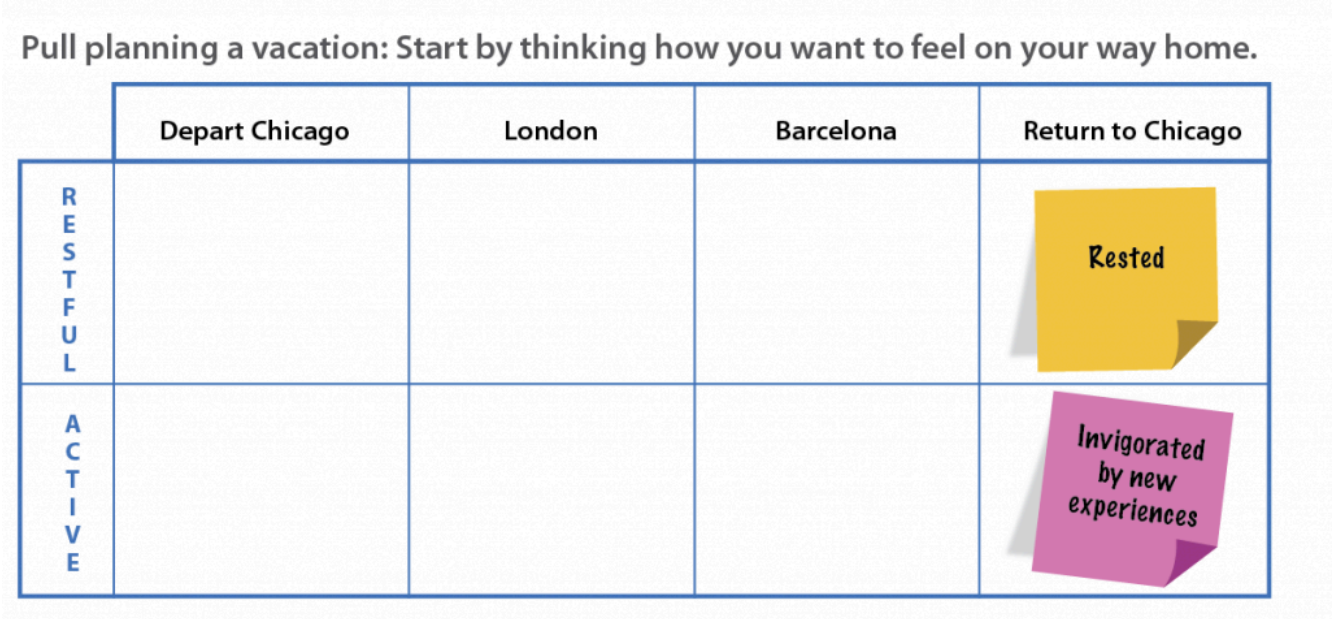 Pull planning a vacation: Start by thinking how you want to feel on your way home.
Depart Chicago
London
Barcelona
Return to Chicago
RESTFUL
Rested
ACTIVE
Invigorated
by new
experiences